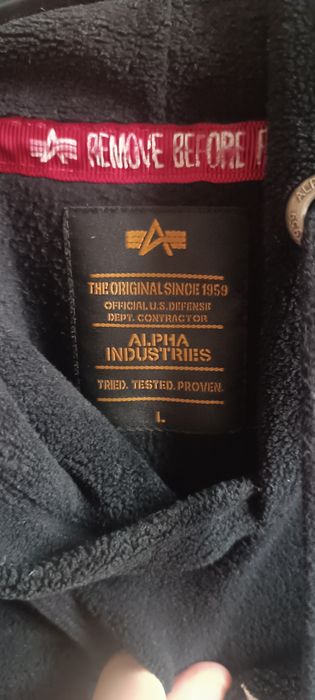 REMOVE BEFORE F
THE ORIGINAL SINCE 1959
OFFICIAL U.S. DEFENSE
DEPT. CONTRACTOR
ALPHA
INDUSTRIES
TRIED. TESTED. PROVEN.
L